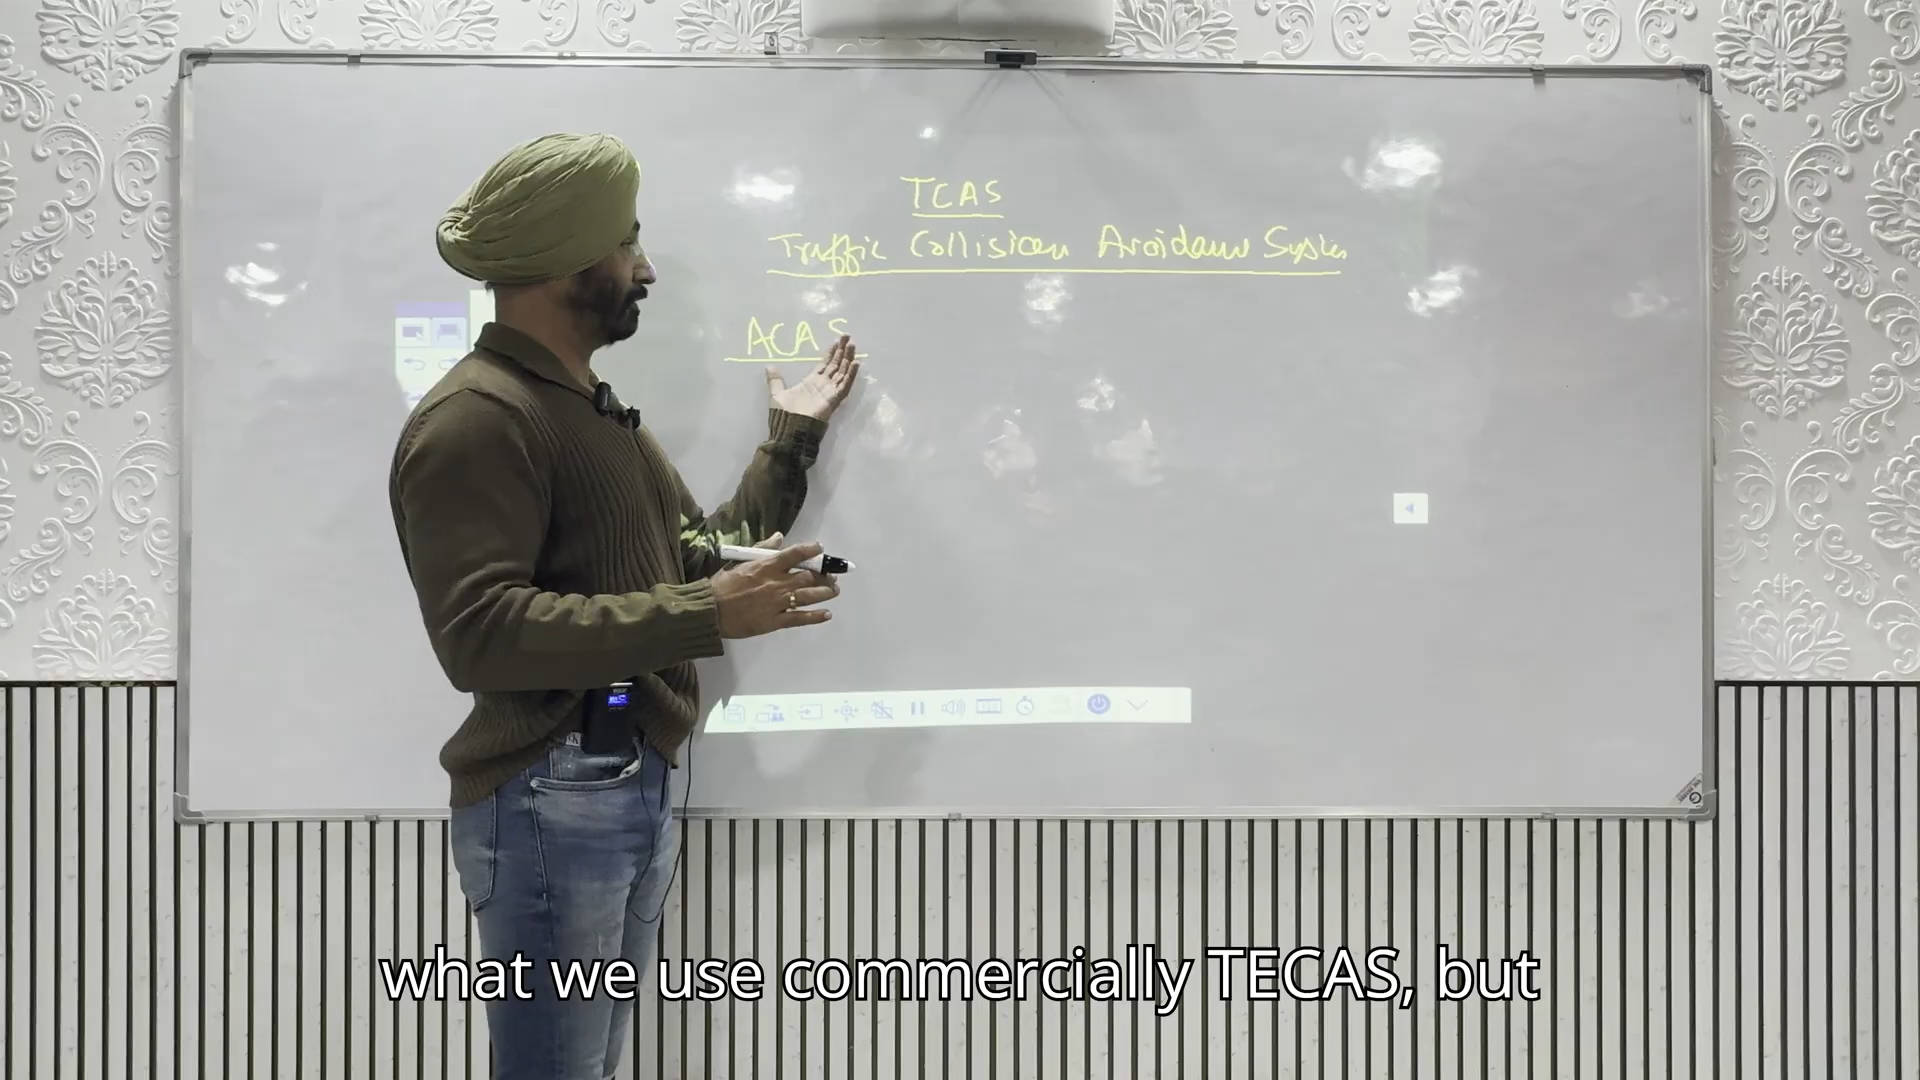 TCAS
Traffic Collision Avoidance System
ACAS
what we use commercially TECAS, but